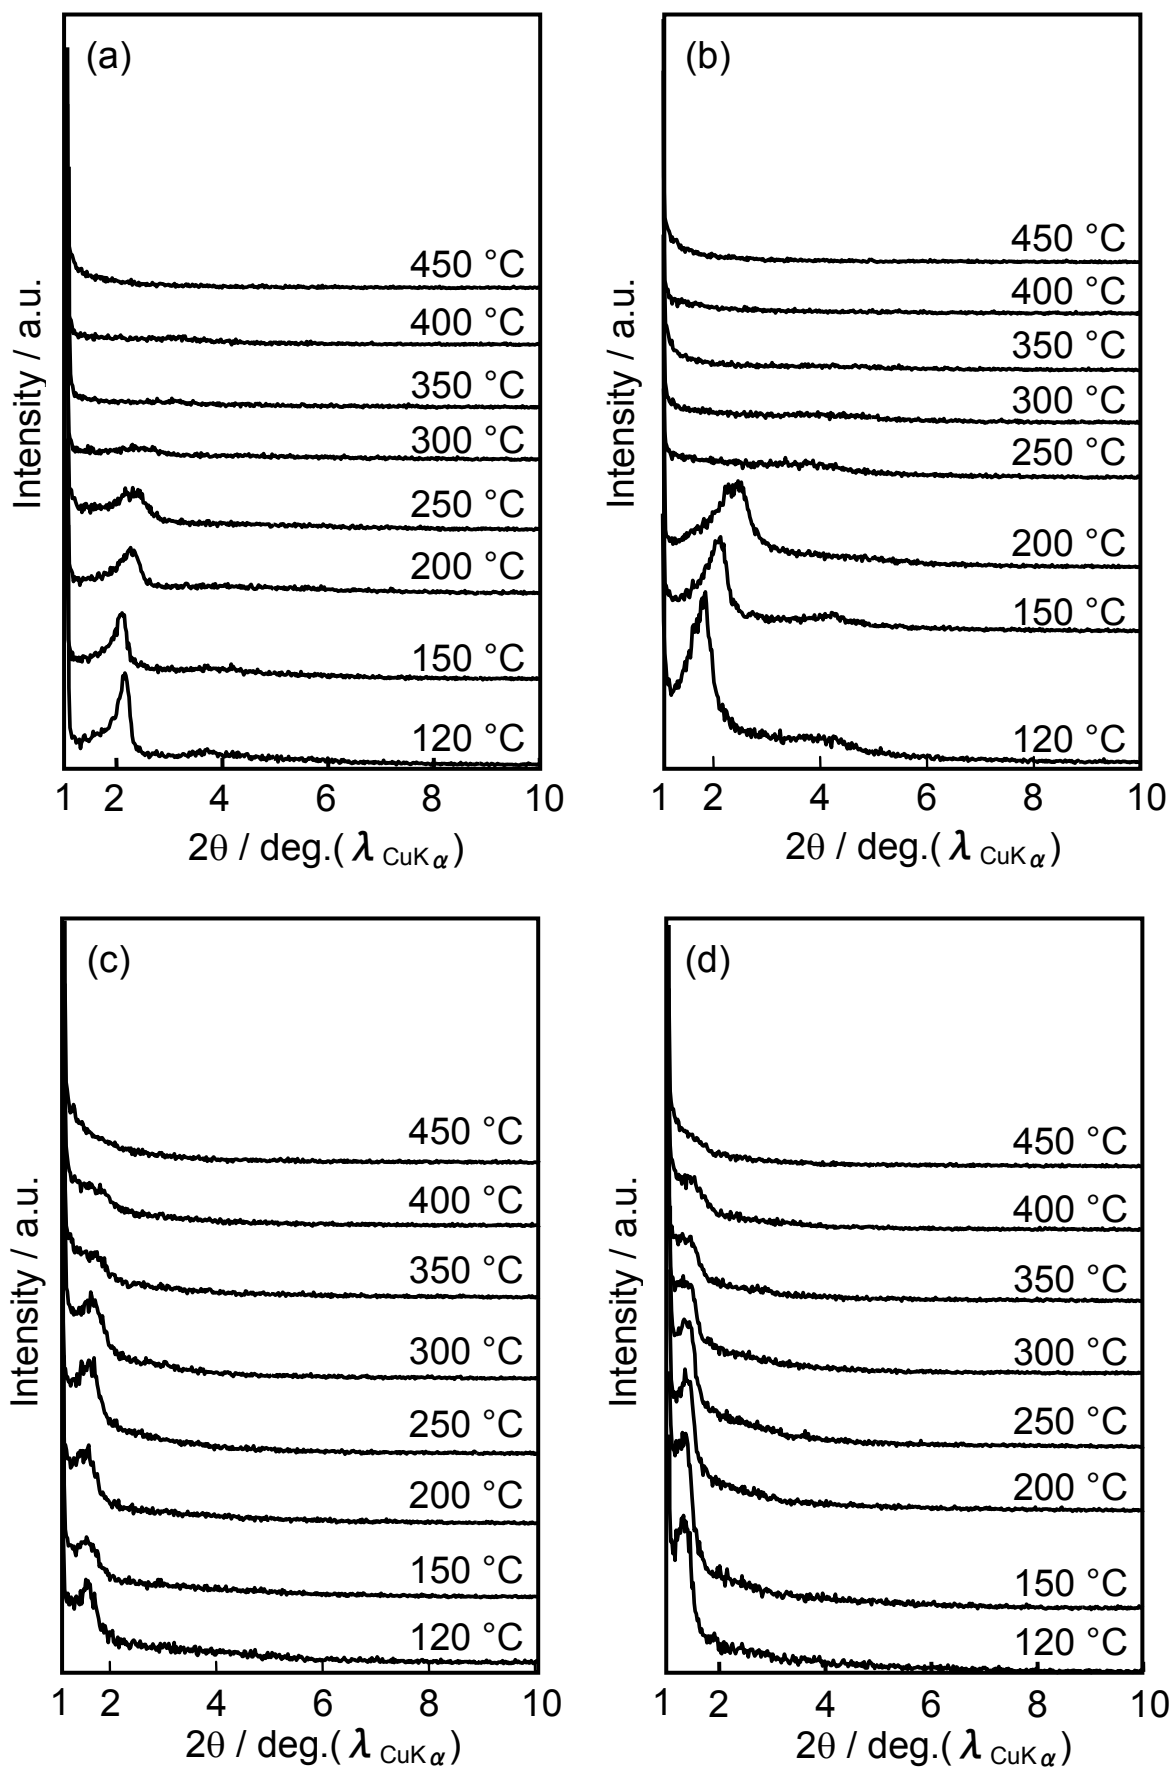 (a)
450 °C
400 °C
350 °C
300 °C
250 °C
200 °C
150 °C
120 °C
Intensity / a.u.
1 2 4 6 8 10
2θ / deg.( λ CuKα)
(b)
450 °C
400 °C
350 °C
300 °C
250 °C
200 °C
150 °C
120 °C
Intensity / a.u.
1 2 4 6 8 10
2θ / deg.( λ CuKα)
(c)
450 °C
400 °C
350 °C
300 °C
250 °C
200 °C
150 °C
120 °C
Intensity / a.u.
1 2 4 6 8 10
2θ / deg.( λ CuKα)
(d)
450 °C
400 °C
350 °C
300 °C
250 °C
200 °C
150 °C
120 °C
Intensity / a.u.
1 2 4 6 8 10
2θ / deg.( λ CuKα)